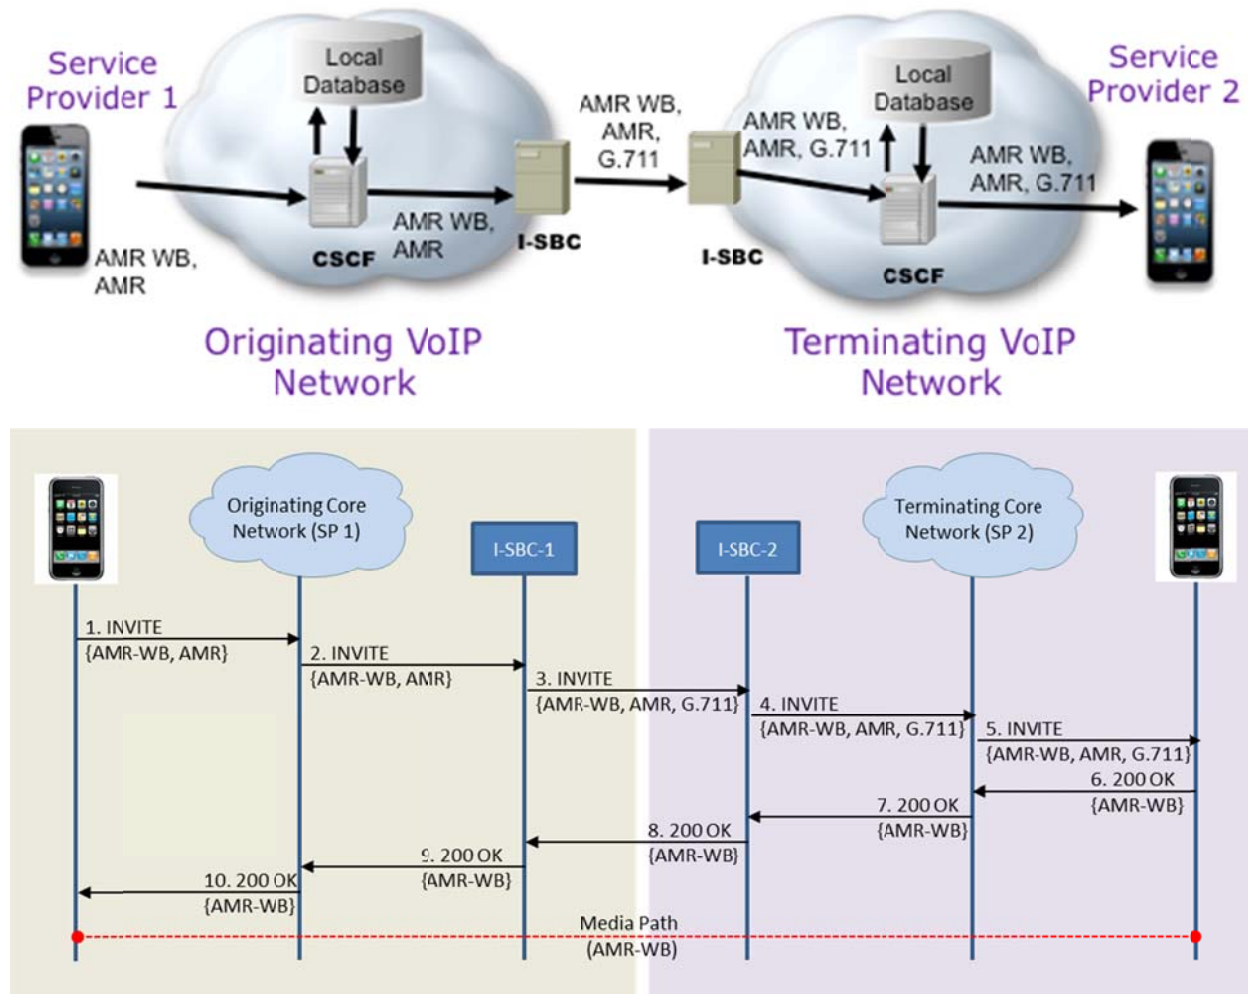 Service
Provider 1
Local
Database
AMR WB,
AMR,
G.711
AMR WB,
AMR, G.711
Local
Database
AMR WB,
AMR, G.711
Service
Provider 2
AMR WB,
AMR
CSCF
AMR WB,
AMR
I-SBC
I-SBC
CSCF
Originating VoIP
Network
Terminating VoIP
Network
Originating Core
Network (SP 1)
I-SBC-1
I-SBC-2
Terminating Core
Network (SP 2)
1. INVITE
{AMR-WB, AMR}
2. INVITE
{AMR-WB, AMR}
3. INVITE
{AMR-WB, AMR, G.711}
4. INVITE
{AMR-WB, AMR, G.711}
5. INVITE
{AMR-WB, AMR, G.711}
6. 200 OK
{AMR-WB}
7. 200 OK
{AMR-WB}
8. 200 OK
{AMR-WB}
9. 200 OK
{AMR-WB}
10. 200 OK
{AMR-WB}
Media Path
(AMR-WB)